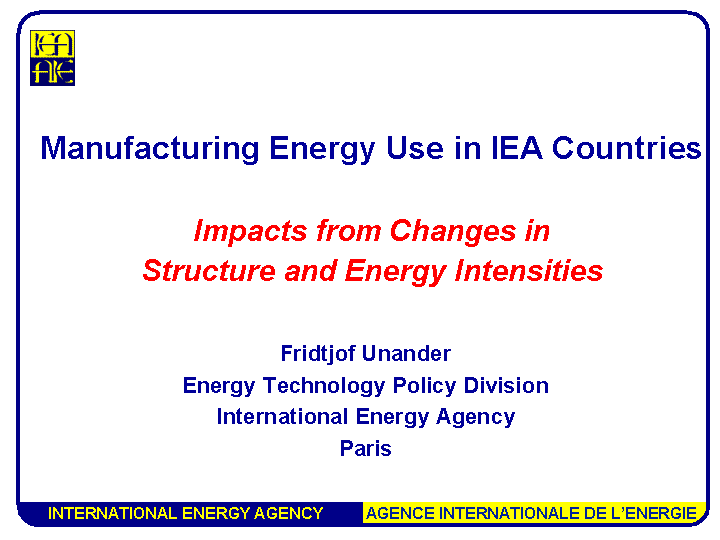 IEA
AIE
Manufacturing Energy Use in IEA Countries
Impacts from Changes in
Structure and Energy Intensities
Fridtjof Unander
Energy Technology Policy Division
International Energy Agency
Paris
INTERNATIONAL ENERGY AGENCY
AGENCE INTERNATIONALE DE L’ENERGIE